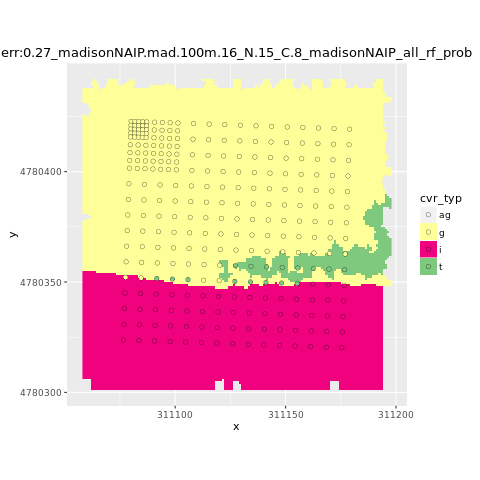 err:0.27_madisonNAIP.mad.100m.16_N.15_C.8_madisonNAIP_all_rf_prob
4780400
4780350
4780300
y
311100
311150
311200
x
cvr_typ
ag
g
i
t